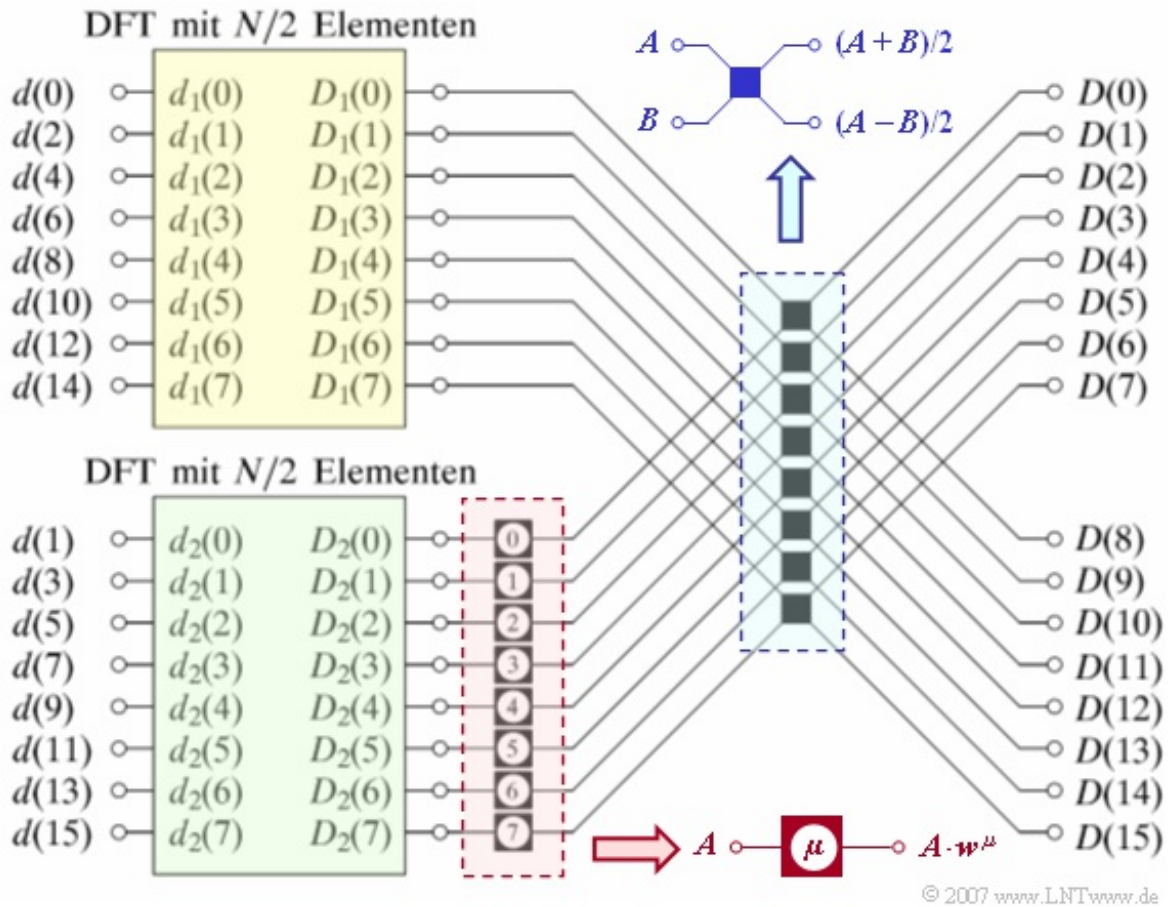 DFT mit N/2 Elementen
d(0) d₁(0) D₁(0)
d(2) d₁(1) D₁(1)
d(4) d₁(2) D₁(2)
d(6) d₁(3) D₁(3)
d(8) d₁(4) D₁(4)
d(10) d₁(5) D₁(5)
d(12) d₁(6) D₁(6)
d(14) d₁(7) D₁(7)
DFT mit N/2 Elementen
d(1) d₂(0) D₂(0) 0
d(3) d₂(1) D₂(1) 1
d(5) d₂(2) D₂(2) 2
d(7) d₂(3) D₂(3) 3
d(9) d₂(4) D₂(4) 4
d(11) d₂(5) D₂(5) 5
d(13) d₂(6) D₂(6) 6
d(15) d₂(7) D₂(7) 7
A (A + B)/2
B (A – B)/2
A μ A·w^μ
D(0)
D(1)
D(2)
D(3)
D(4)
D(5)
D(6)
D(7)
D(8)
D(9)
D(10)
D(11)
D(12)
D(13)
D(14)
D(15)
© 2007 www.LNTwww.de